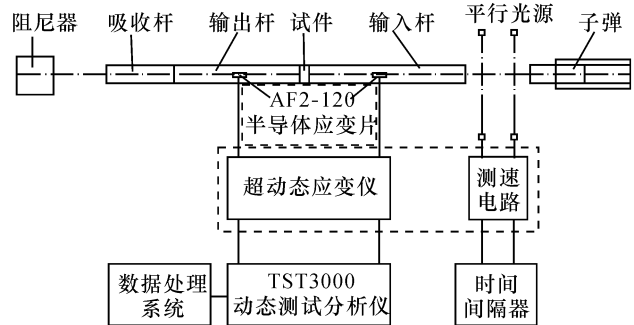 阻尼器
吸收杆
输出杆
试件
输入杆
平行光源
子弹
AF2-120
半导体应变片
超动态应变仪
测速
电路
数据处理
系统
TST3000
动态测试分析仪
时间
间隔器